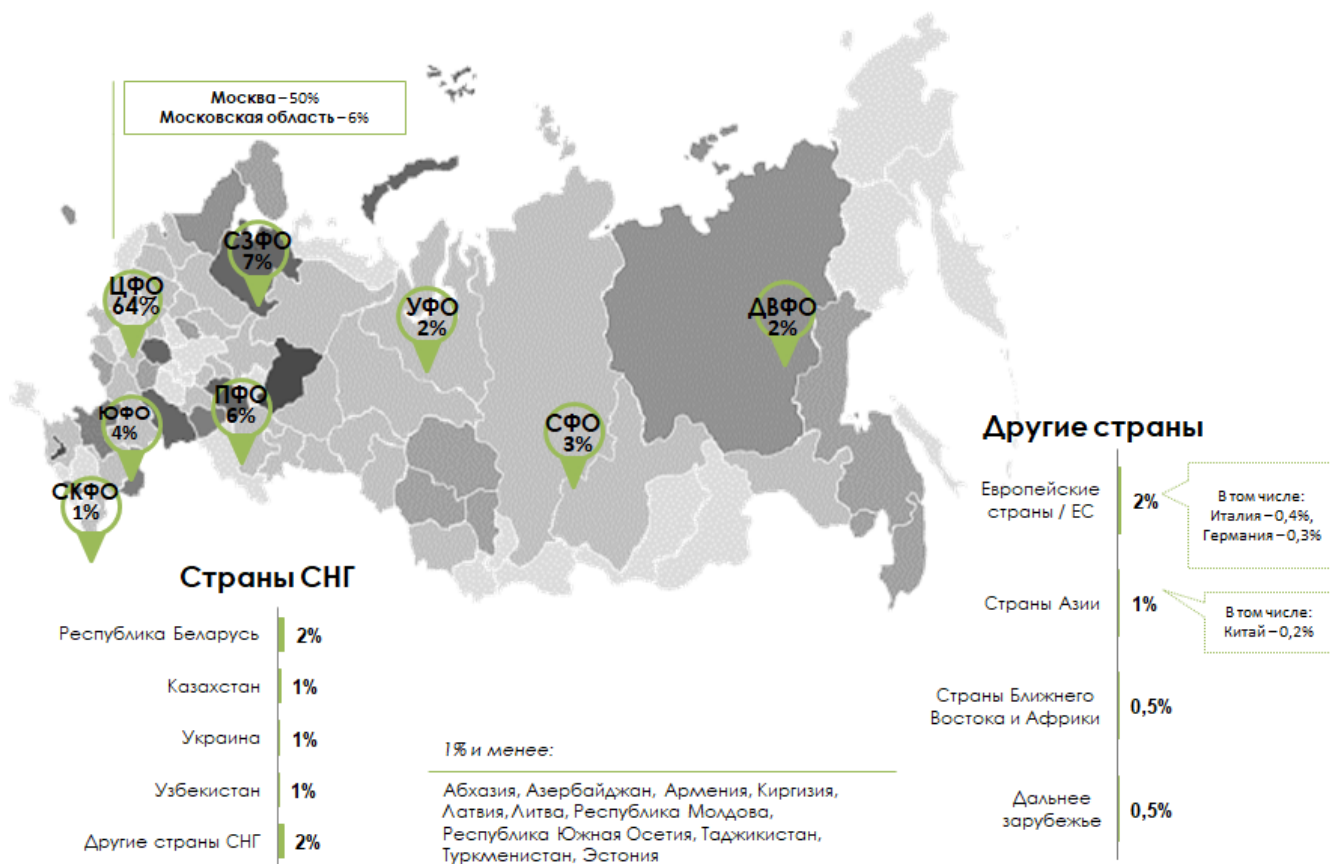 Москва – 50%
Московская область – 6%
СЗФО
7%
ЦФО
64%
УФО
2%
ДВФО
2%
ПФО
6%
ЮФО
4%
СФО
3%
СКФО
1%
Страны СНГ
Республика Беларусь 2%
Казахстан 1%
Украина 1%
Узбекистан 1%
Другие страны СНГ 2%
1% и менее:
Абхазия, Азербайджан, Армения, Киргизия,
Латвия, Литва, Республика Молдова,
Республика Южная Осетия, Таджикистан,
Туркменистан, Эстония
Другие страны
Европейские
страны / ЕС
2%
В том числе:
Италия – 0,4%,
Германия – 0,3%
Страны Азии 1%
В том числе:
Китай – 0,2%
Страны Ближнего
Востока и Африки
0,5%
Дальнее
зарубежье
0,5%